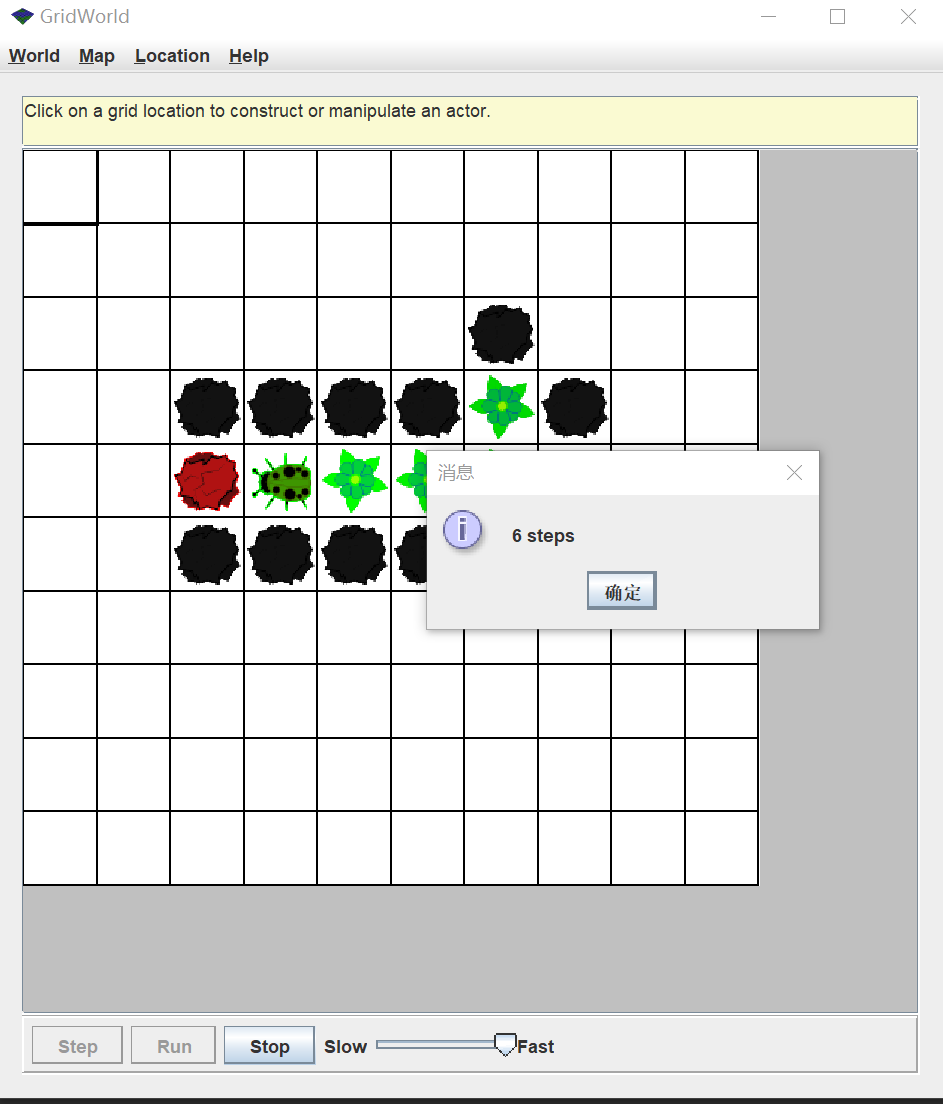 GridWorld
World Map Location Help
Click on a grid location to construct or manipulate an actor.
消息
6 steps
确定
Step Run Stop Slow Fast